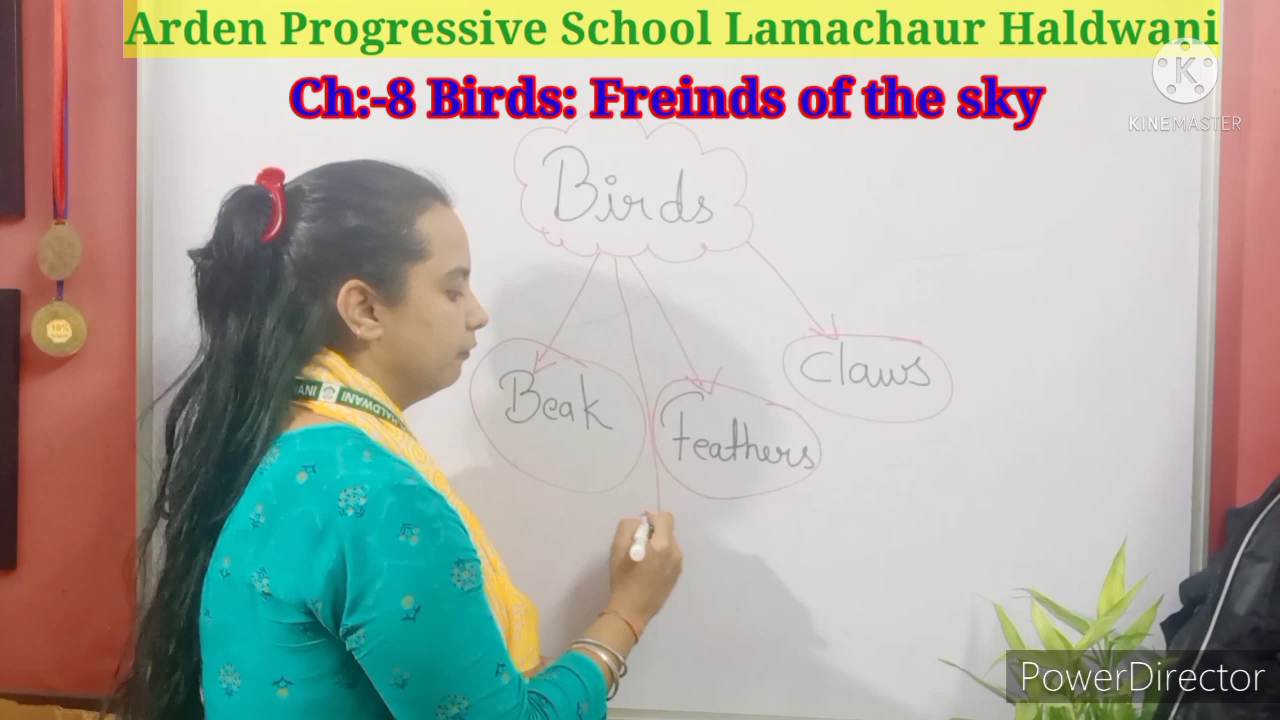 Arden Progressive School Lamachaur Haldwani
Ch:-8 Birds: Freinds of the sky
K
KINEMASTER
Birds
Beak
Feathers
Claws
HALDWANI
PowerDirector